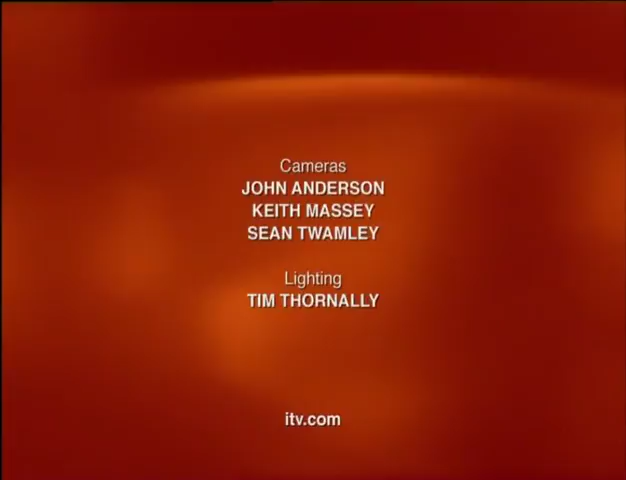 Cameras
JOHN ANDERSON
KEITH MASSEY
SEAN TWAMLEY
Lighting
TIM THORNALLY
itv.com